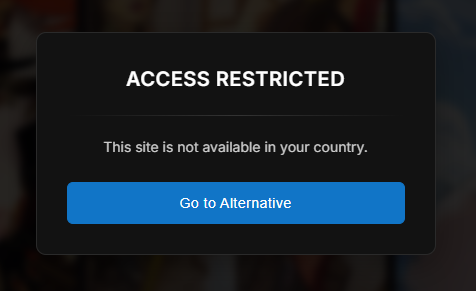 ACCESS RESTRICTED
This site is not available in your country.
Go to Alternative